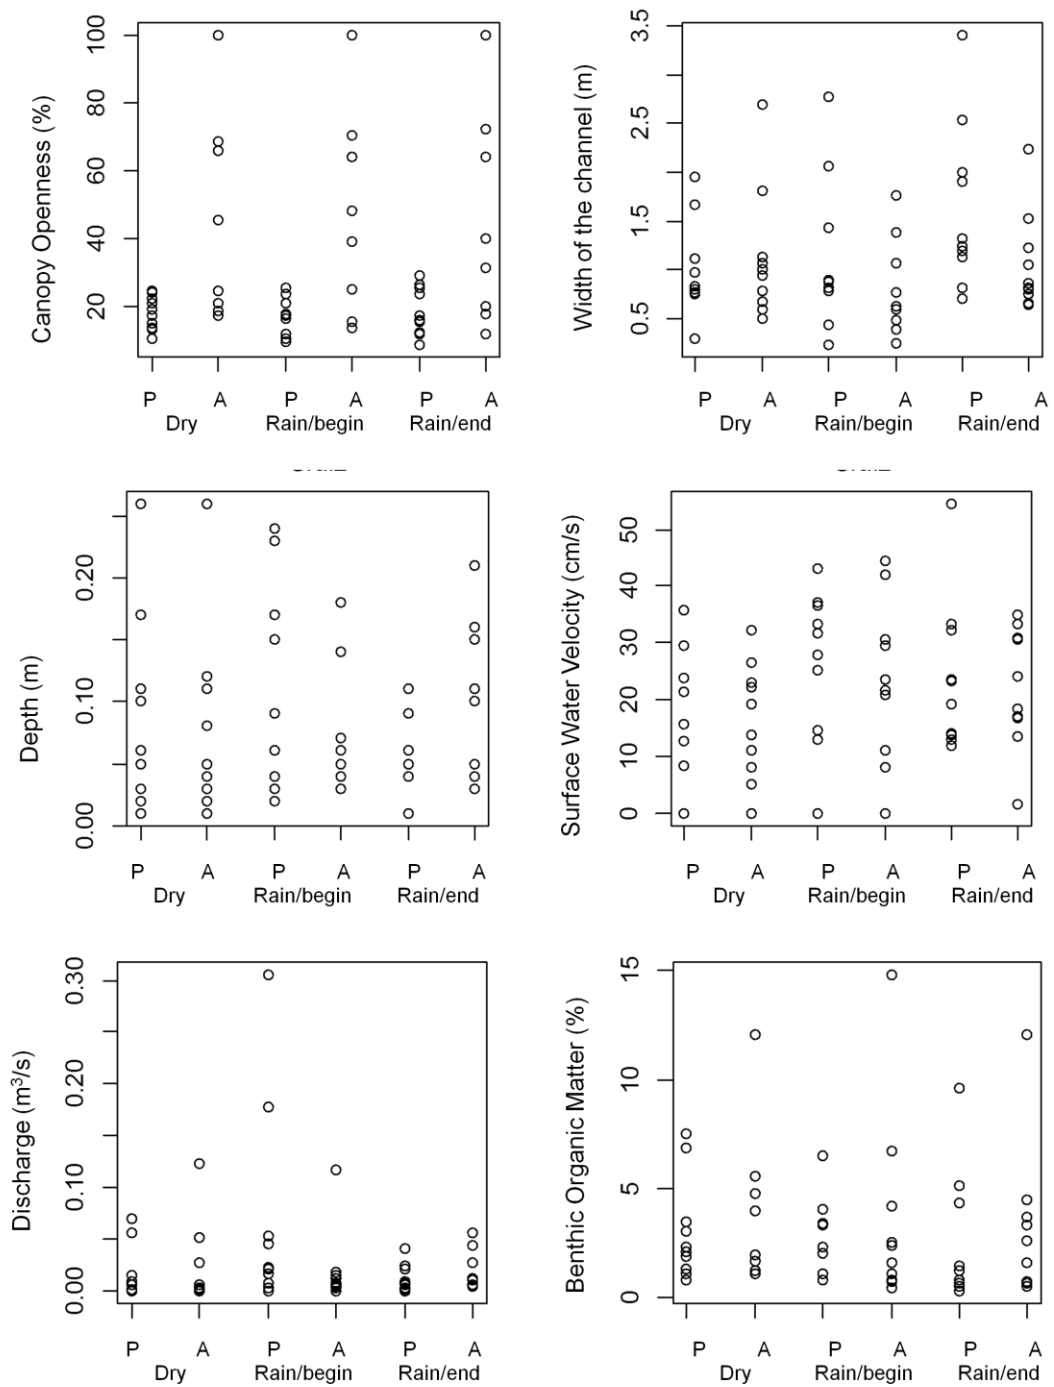 Canopy Openness (%)
100
80
60
40
20
P A P A P A
Dry Rain/begin Rain/end
Width of the channel (m)
3.5
2.5
1.5
0.5
P A P A P A
Dry Rain/begin Rain/end
Depth (m)
0.20
0.10
0.00
P A P A P A
Dry Rain/begin Rain/end
Surface Water Velocity (cm/s)
50
40
30
20
10
0
P A P A P A
Dry Rain/begin Rain/end
Discharge (m³/s)
0.30
0.20
0.10
0.00
P A P A P A
Dry Rain/begin Rain/end
Benthic Organic Matter (%)
15
10
5
0
P A P A P A
Dry Rain/begin Rain/end